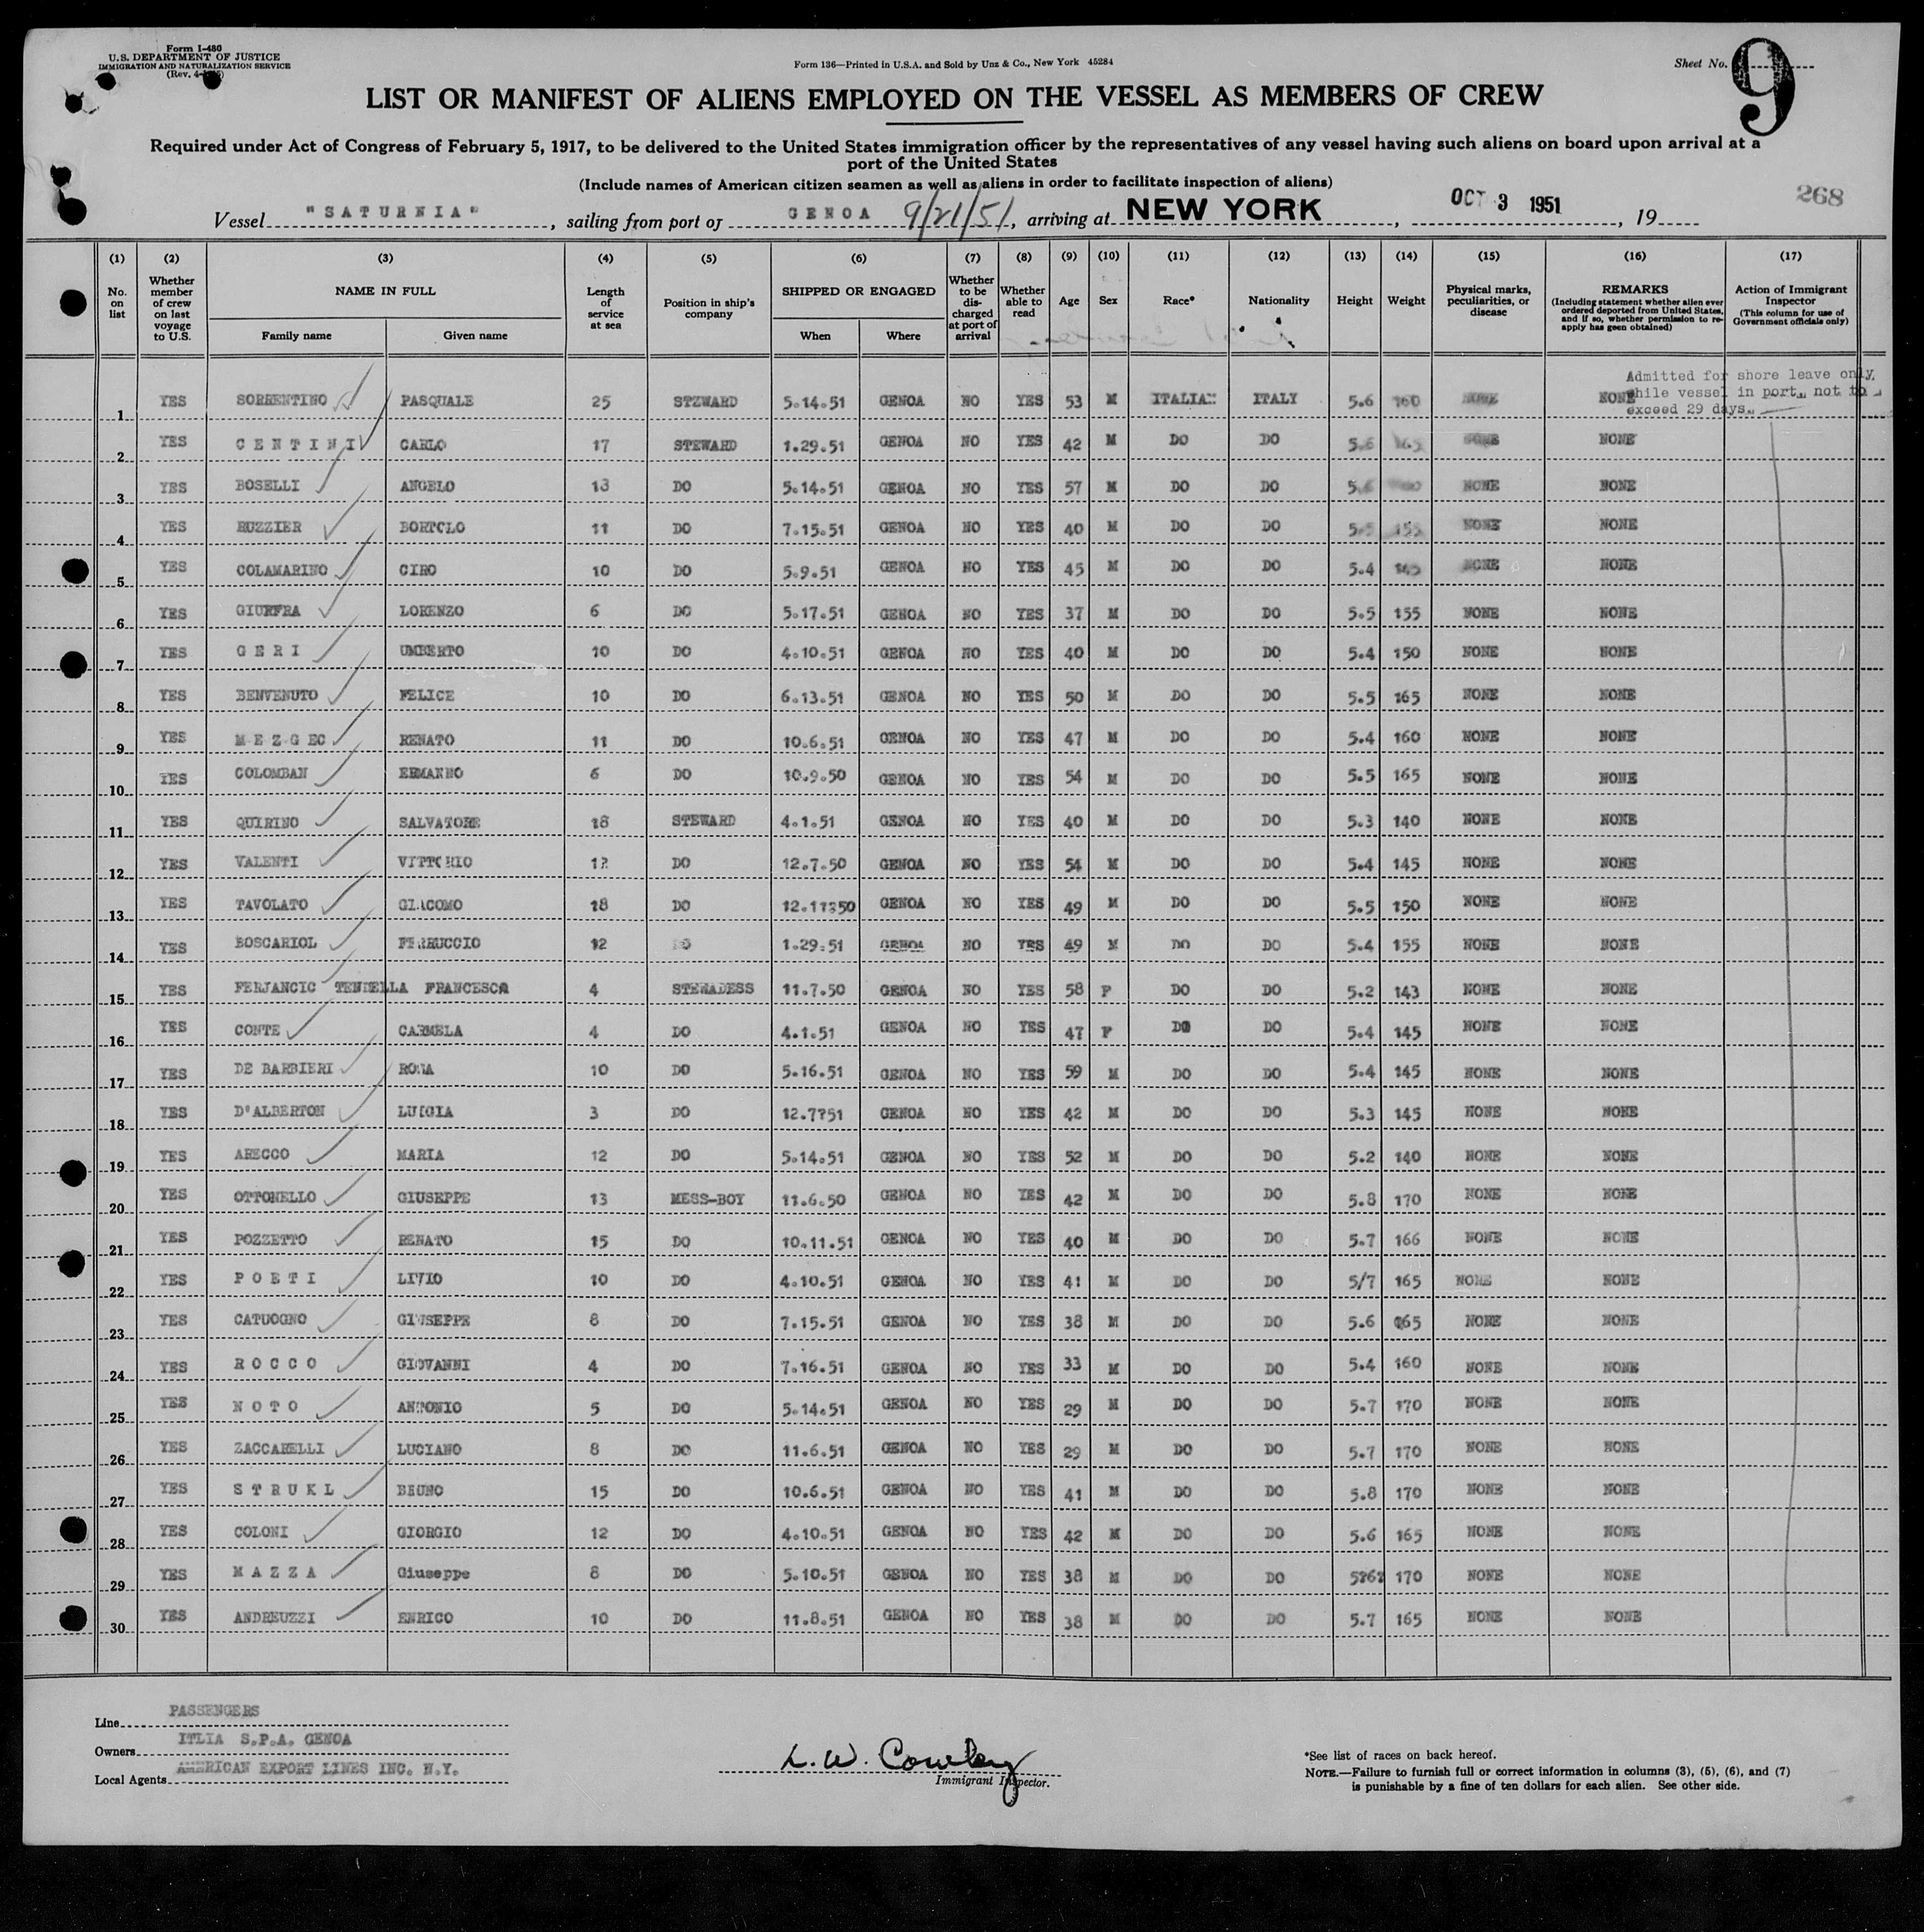 Form I-480
U.S. DEPARTMENT OF JUSTICE
IMMIGRATION AND NATURALIZATION SERVICE
(Rev.
Form 136—Printed in U.S.A. and Sold by Unz & Co., New York 45284
Sheet No. 9
LIST OR MANIFEST OF ALIENS EMPLOYED ON THE VESSEL AS MEMBERS OF CREW
Required under Act of Congress of February 5, 1917, to be delivered to the United States immigration officer by the representatives of any vessel having such aliens on board upon arrival at a
port of the United States
(Include names of American citizen seamen as well as aliens in order to facilitate inspection of aliens)
268
Vessel "SATURNIA", sailing from port of GENOA 9/21/51, arriving at NEW YORK, OCT 3 1951, 19
(1) (2) (3) (4) (5) (6) (7) (8) (9) (10) (11) (12) (13) (14) (15) (16) (17)
No. on list
Whether member of crew on last voyage to U.S.
NAME IN FULL
Family name Given name
Length of service at sea
Position in ship's company
SHIPPED OR ENGAGED
When Where
Whether to be discharged at port of arrival
Whether able to read
Age
Sex
Race*
Nationality
Height
Weight
Physical marks, peculiarities, or disease
REMARKS
(Including statement whether alien ever ordered deported from United States, and if so, whether permission to re-apply has geen obtained)
Action of Immigrant Inspector
(This column for use of Government officials only)
Admitted for shore leave only,
while vessel in port, not to
exceed 29 days.
1 YES SORRENTINO PASQUALE 25 STZWARD 5.14.51 GENOA NO YES 53 M ITALIAN ITALY 5.6 160 NONE NONE
2 YES CENTINI CARLO 17 STEWARD 1.29.51 GENOA NO YES 42 M DO DO 5.6 165 NONE NONE
3 YES BOSELLI ANGELO 13 DO 5.14.51 GENOA NO YES 57 M DO DO 5.6 NONE NONE
4 YES RUZZIER BORTOLO 11 DO 7.15.51 GENOA NO YES 40 M DO DO 5.5 155 NONE NONE
5 YES COLAMARINO CIRO 10 DO 5.9.51 GENOA NO YES 45 M DO DO 5.4 165 NONE NONE
6 YES GIUFFRA LORENZO 6 DO 5.17.51 GENOA NO YES 37 M DO DO 5.5 155 NONE NONE
7 YES GERI UMBERTO 10 DO 4.10.51 GENOA NO YES 40 M DO DO 5.4 150 NONE NONE
8 YES BENVENUTO FELICE 10 DO 6.13.51 GENOA NO YES 50 M DO DO 5.5 165 NONE NONE
9 YES MEZGEC RENATO 11 DO 10.6.51 GENOA NO YES 47 M DO DO 5.4 160 NONE NONE
10 YES COLOMBAN ERMANNO 6 DO 10.9.50 GENOA NO YES 54 M DO DO 5.5 165 NONE NONE
11 YES QUIRINO SALVATORE 18 STEWARD 4.1.51 GENOA NO YES 40 M DO DO 5.3 140 NONE NONE
12 YES VALENTI VITTORIO 12 DO 12.7.50 GENOA NO YES 54 M DO DO 5.4 145 NONE NONE
13 YES TAVOLATO GIACOMO 18 DO 12.11?50 GENOA NO YES 49 M DO DO 5.5 150 NONE NONE
14 YES BOSCARIOL FERRUCCIO 12 DO 1.29.51 GENOA NO YES 49 M DO DO 5.4 155 NONE NONE
15 YES FERJANCIC TENDELLA FRANCESCA 4 STEWADESS 11.7.50 GENOA NO YES 58 F DO DO 5.2 143 NONE NONE
16 YES CONTE CARMELA 4 DO 4.1.51 GENOA NO YES 47 F DO DO 5.4 145 NONE NONE
17 YES DE BARBIERI ROMA 10 DO 5.16.51 GENOA NO YES 59 M DO DO 5.4 145 NONE NONE
18 YES D'ALBERTON LUIGIA 3 DO 12.7?51 GENOA NO YES 42 M DO DO 5.3 145 NONE NONE
19 YES ARECCO MARIA 12 DO 5.14.51 GENOA NO YES 52 M DO DO 5.2 140 NONE NONE
20 YES OTTONELLO GIUSEPPE 13 MESS-BOY 11.6.50 GENOA NO YES 42 M DO DO 5.8 170 NONE NONE
21 YES POZZETTO RENATO 15 DO 10.11.51 GENOA NO YES 40 M DO DO 5.7 166 NONE NONE
22 YES POETI LIVIO 10 DO 4.10.51 GENOA NO YES 41 M DO DO 5/7 165 NONE NONE
23 YES CATUOGNO GIUSEPPE 8 DO 7.15.51 GENOA NO YES 38 M DO DO 5.6 165 NONE NONE
24 YES ROCCO GIOVANNI 4 DO 7.16.51 GENOA NO YES 33 M DO DO 5.4 160 NONE NONE
25 YES NOTO ANTONIO 5 DO 5.14.51 GENOA NO YES 29 M DO DO 5.7 170 NONE NONE
26 YES ZACCARELLI LUCIANO 8 DO 11.6.51 GENOA NO YES 29 M DO DO 5.7 170 NONE NONE
27 YES STRUKL BRUNO 15 DO 10.6.51 GENOA NO YES 41 M DO DO 5.8 170 NONE NONE
28 YES COLONI GIORGIO 12 DO 4.10.51 GENOA NO YES 42 M DO DO 5.6 165 NONE NONE
29 YES MAZZA Giuseppe 8 DO 5.10.51 GENOA NO YES 38 M DO DO 170 NONE NONE
30 YES ANDREUZZI ENRICO 10 DO 11.8.51 GENOA NO YES 38 M DO DO 5.7 165 NONE NONE
Line PASSENGERS
Owners ITLIA S.P.A. GENOA
Local Agents AMERICAN EXPORT LINES INC. N.Y.
L. W. Cowley
Immigrant Inspector.
*See list of races on back hereof.
NOTE.—Failure to furnish full or correct information in columns (3), (5), (6), and (7)
is punishable by a fine of ten dollars for each alien. See other side.